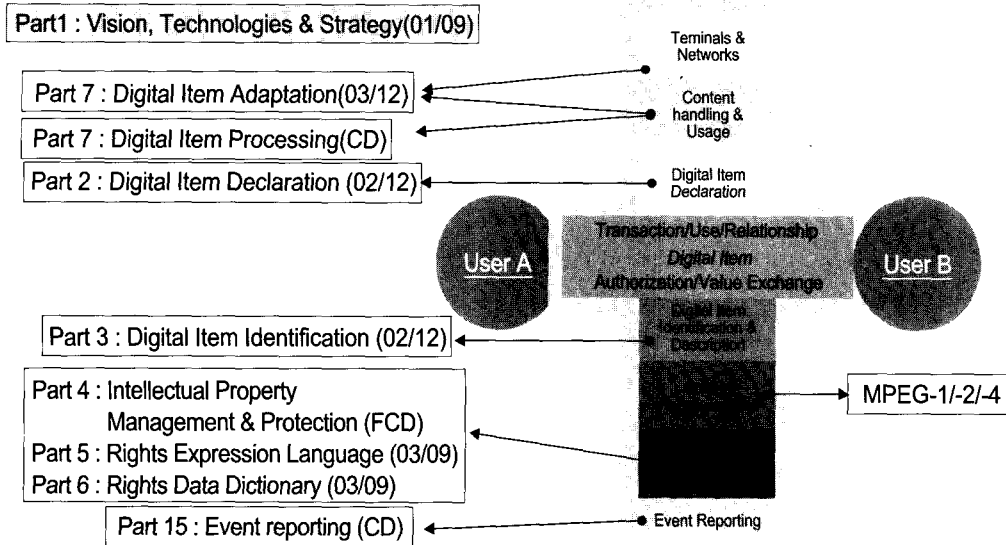 Part1 : Vision, Technologies & Strategy(01/09)
Teminals &
Networks
Part 7 : Digital Item Adaptation(03/12)
Content
handling &
Usage
Part 7 : Digital Item Processing(CD)
Part 2 : Digital Item Declaration (02/12)
Digital Item
Declaration
Transaction/Use/Relationship
Digital Item
Authorization/Value Exchange
User A
User B
Digital Item
Identification &
Description
Part 3 : Digital Item Identification (02/12)
Part 4 : Intellectual Property
Management & Protection (FCD)
Part 5 : Rights Expression Language (03/09)
Part 6 : Rights Data Dictionary (03/09)
MPEG-1/-2/-4
Part 15 : Event reporting (CD)
Event Reporting